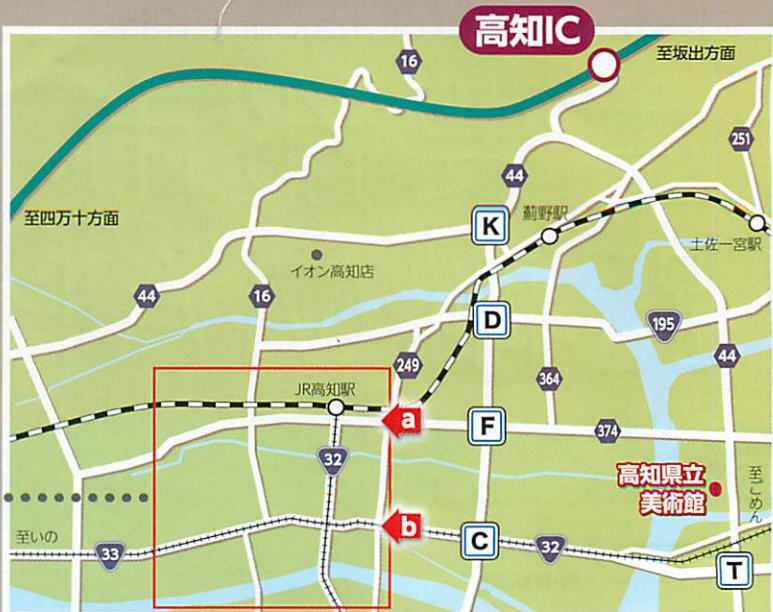 高知IC
至坂出方面
16
251
44
至四万十方面
薊野駅
K
土佐一宮駅
イオン高知店
44
16
D
195
249
364
44
JR高知駅
a
F
374
32
高知県立
美術館
至ごめん
b
至いの
33
C
32
T